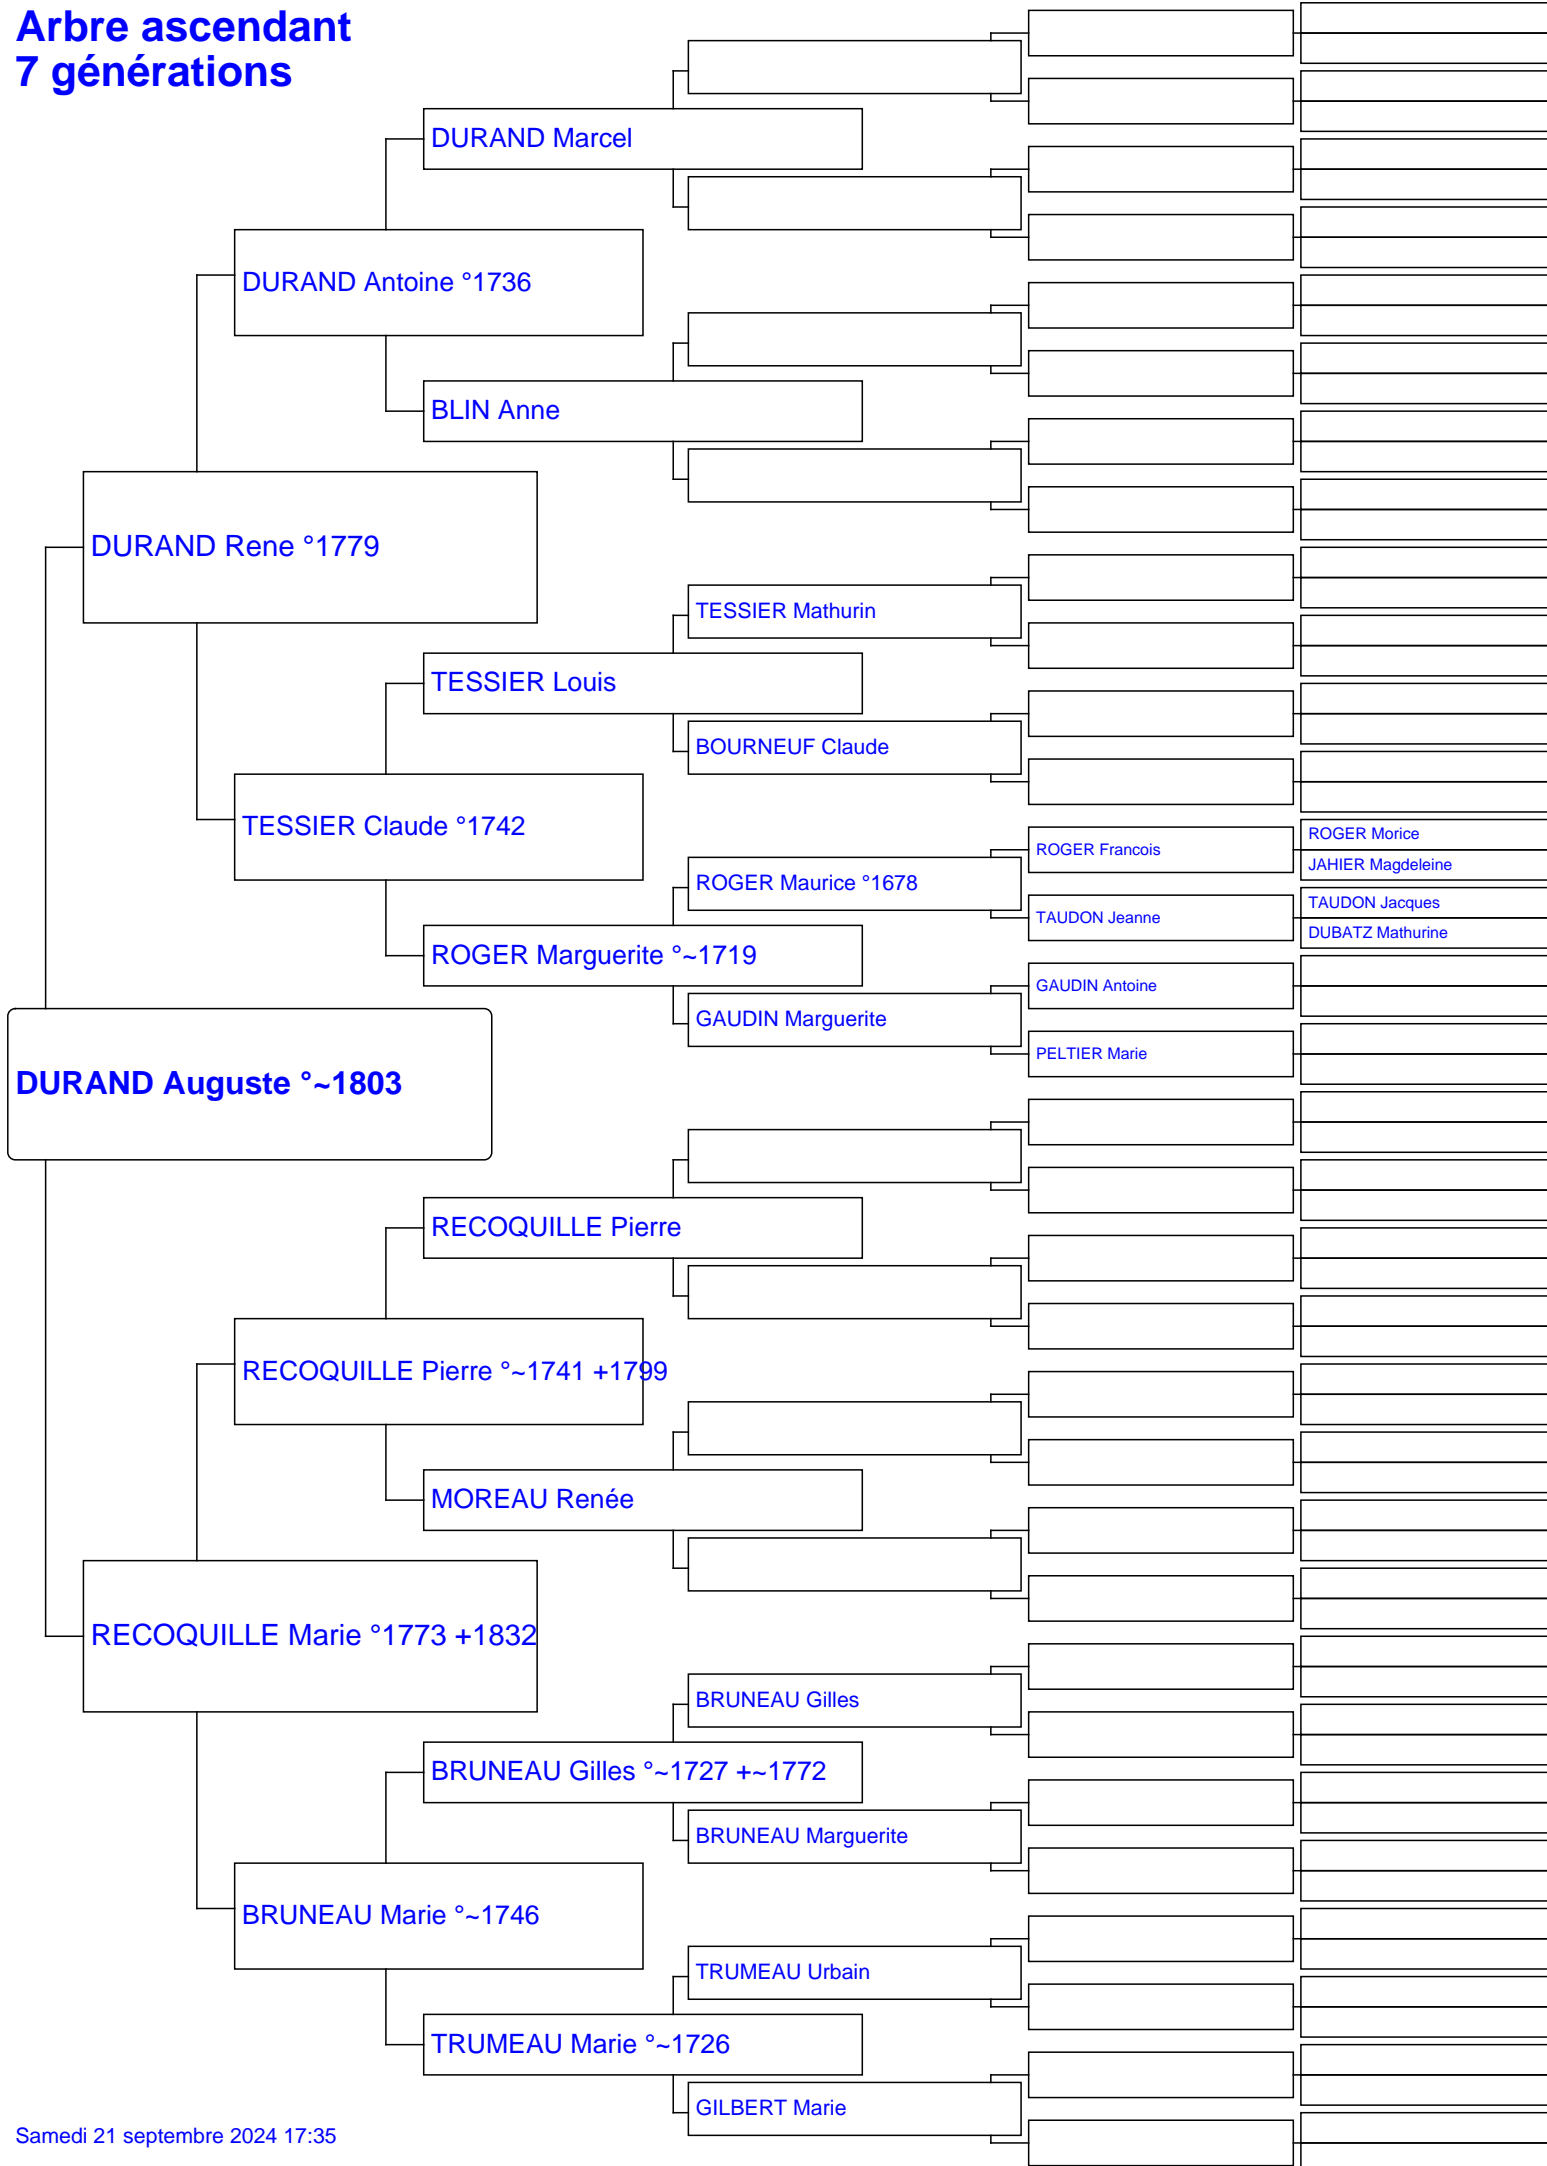 Arbre ascendant
7 générations
DURAND Marcel
DURAND Antoine °1736
BLIN Anne
DURAND Rene °1779
TESSIER Mathurin
TESSIER Louis
BOURNEUF Claude
TESSIER Claude °1742
ROGER Morice
ROGER Francois
JAHIER Magdeleine
ROGER Maurice °1678
TAUDON Jacques
TAUDON Jeanne
DUBATZ Mathurine
ROGER Marguerite °~1719
GAUDIN Antoine
GAUDIN Marguerite
PELTIER Marie
DURAND Auguste °~1803
RECOQUILLE Pierre
RECOQUILLE Pierre °~1741 +1799
MOREAU Renée
RECOQUILLE Marie °1773 +1832
BRUNEAU Gilles
BRUNEAU Gilles °~1727 +~1772
BRUNEAU Marguerite
BRUNEAU Marie °~1746
TRUMEAU Urbain
TRUMEAU Marie °~1726
GILBERT Marie
Samedi 21 septembre 2024 17:35